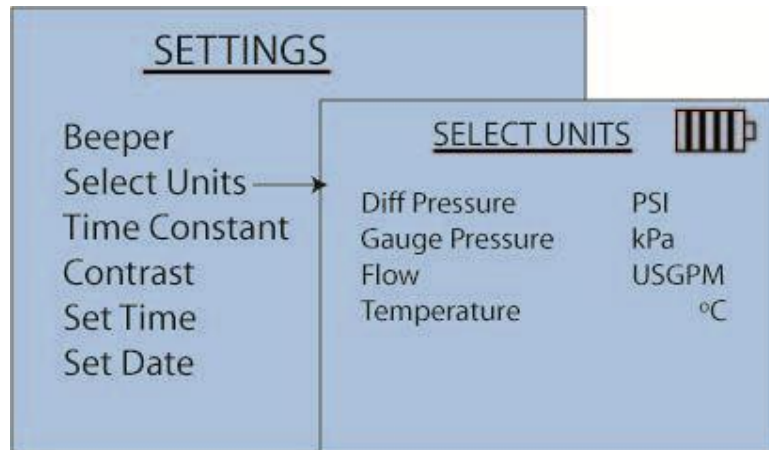 SETTINGS
Beeper
Select Units
Time Constant
Contrast
Set Time
Set Date
SELECT UNITS
Diff Pressure PSI
Gauge Pressure kPa
Flow USGPM
Temperature ºC